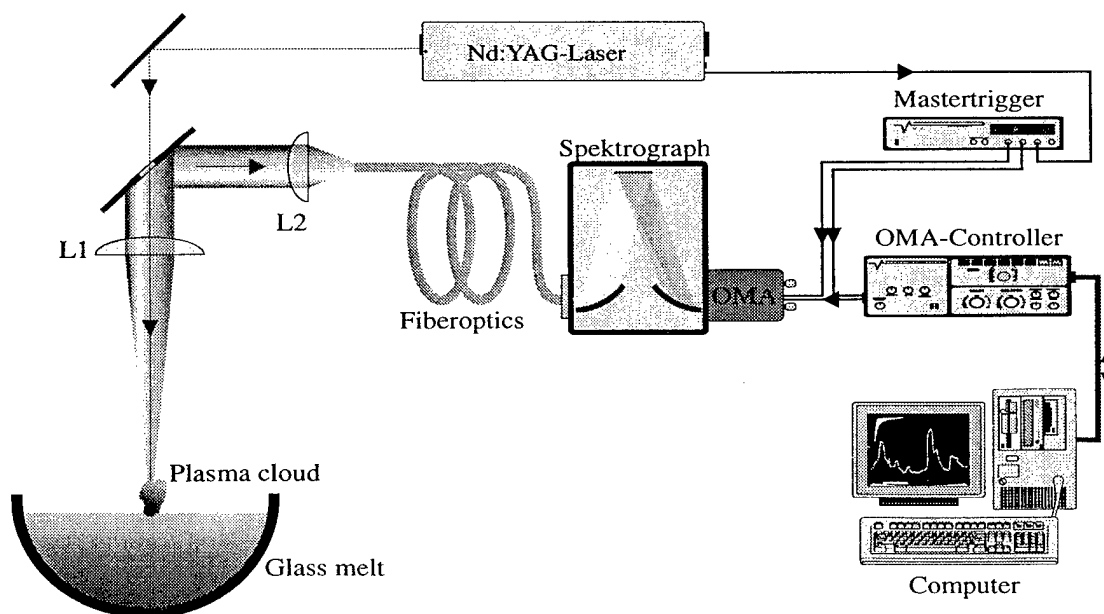 Nd:YAG-Laser
Mastertrigger
Spektrograph
L2
L1
OMA-Controller
OMA
Fiberoptics
Plasma cloud
Glass melt
Computer